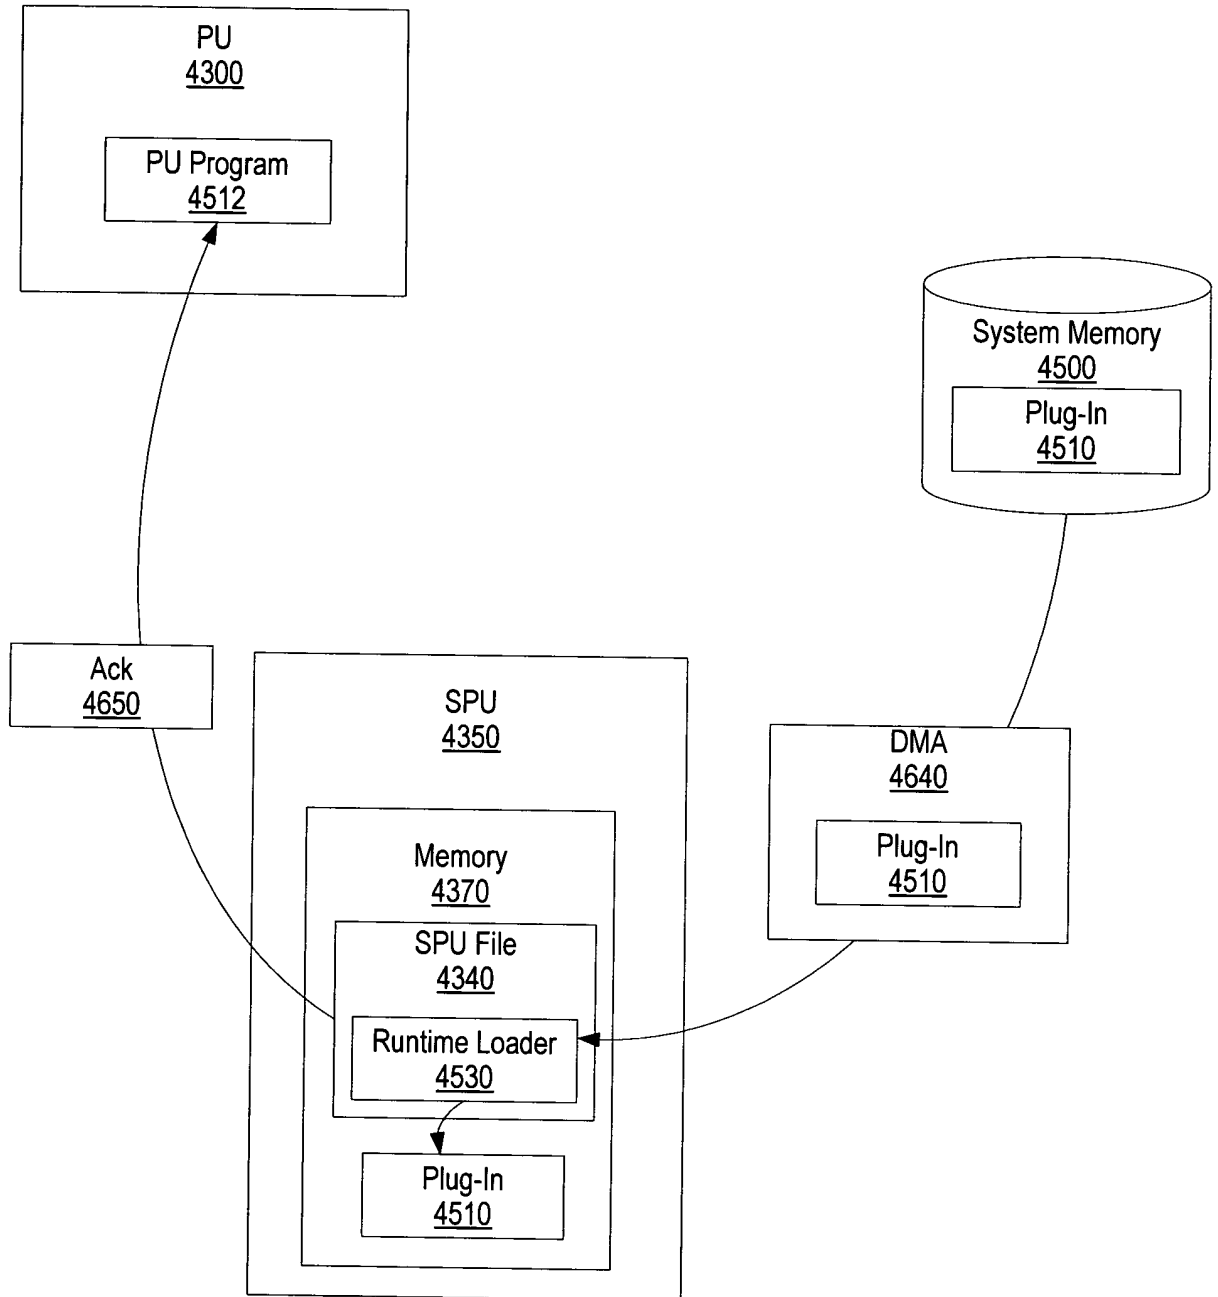 PU
4300
PU Program
4512
System Memory
4500
Plug-In
4510
Ack
4650
SPU
4350
DMA
4640
Plug-In
4510
Memory
4370
SPU File
4340
Runtime Loader
4530
Plug-In
4510